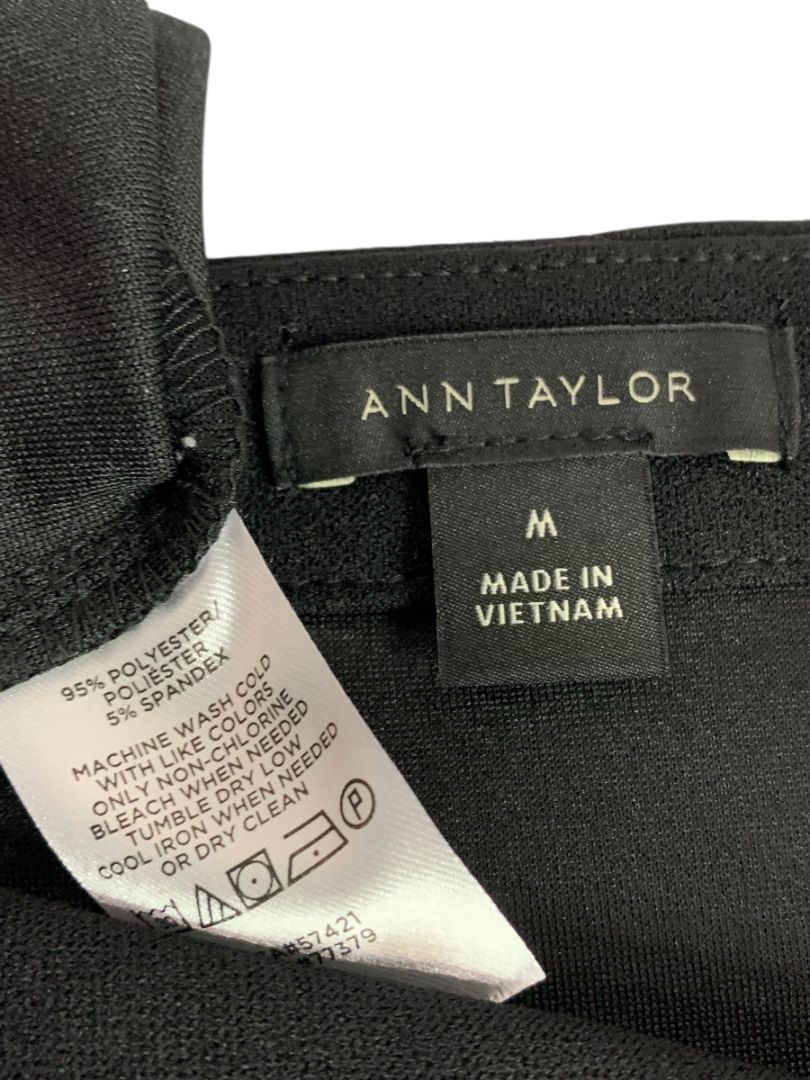 ANN TAYLOR
M
MADE IN
VIETNAM
95% POLYESTER/
POLIÉSTER
5% SPANDEX
MACHINE WASH COLD
WITH LIKE COLORS
ONLY NON-CHLORINE
BLEACH WHEN NEEDED
TUMBLE DRY LOW
COOL IRON WHEN NEEDED
OR DRY CLEAN
P
A#57421